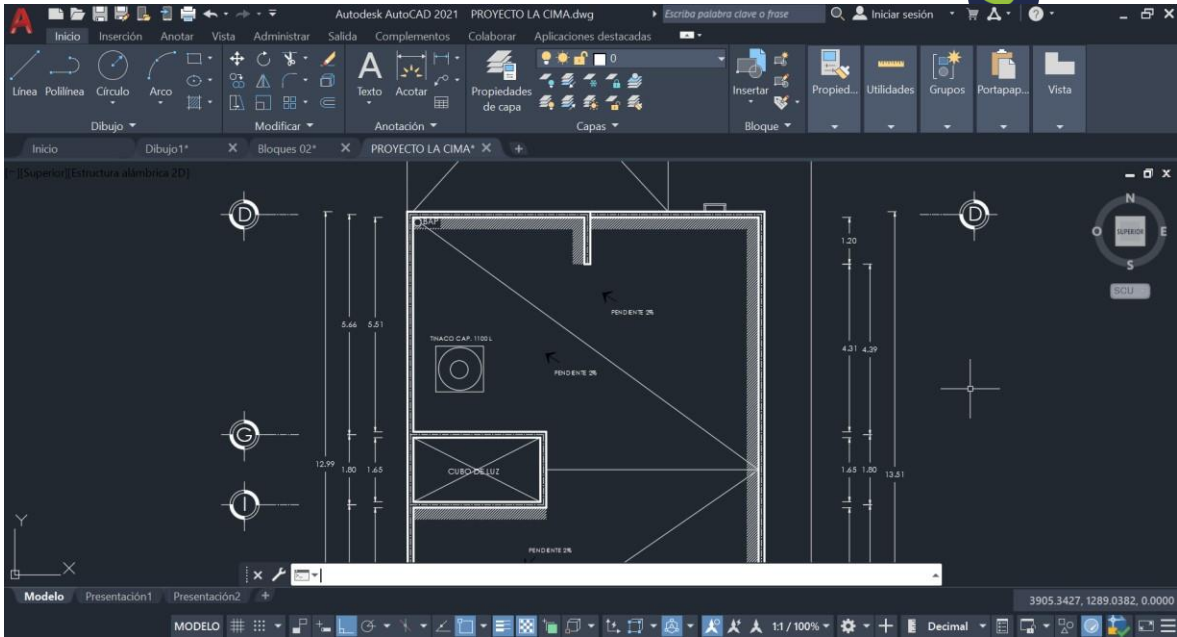 Autodesk AutoCAD 2021 PROYECTO LA CIMA.dwg
Escriba palabra clave o frase
Iniciar sesión
Inicio Inserción Anotar Vista Administrar Salida Complementos Colaborar Aplicaciones destacadas
0
Línea Polilínea Círculo Arco
Texto Acotar
Propiedades de capa
Insertar
Propied... Utilidades Grupos Portapap... Vista
Dibujo Modificar Anotación Capas Bloque
Inicio Dibujo1* Bloques 02* PROYECTO LA CIMA*
[−][Superior][Estructura alámbrica 2D]
N
O SUPERIOR E
S
SCU
D D
BAP
1.20
PENDIENTE 2%
5.66 5.51
TINACO CAP. 1100 L
4.31 4.39
PENDIENTE 2%
G
12.99 1.80 1.65
CUBO DE LUZ
1.65 1.80 13.51
I
Y
PENDIENTE 2%
X
Modelo Presentación1 Presentación2
3905.3427, 1289.0382, 0.0000
MODELO 1:1 / 100% Decimal